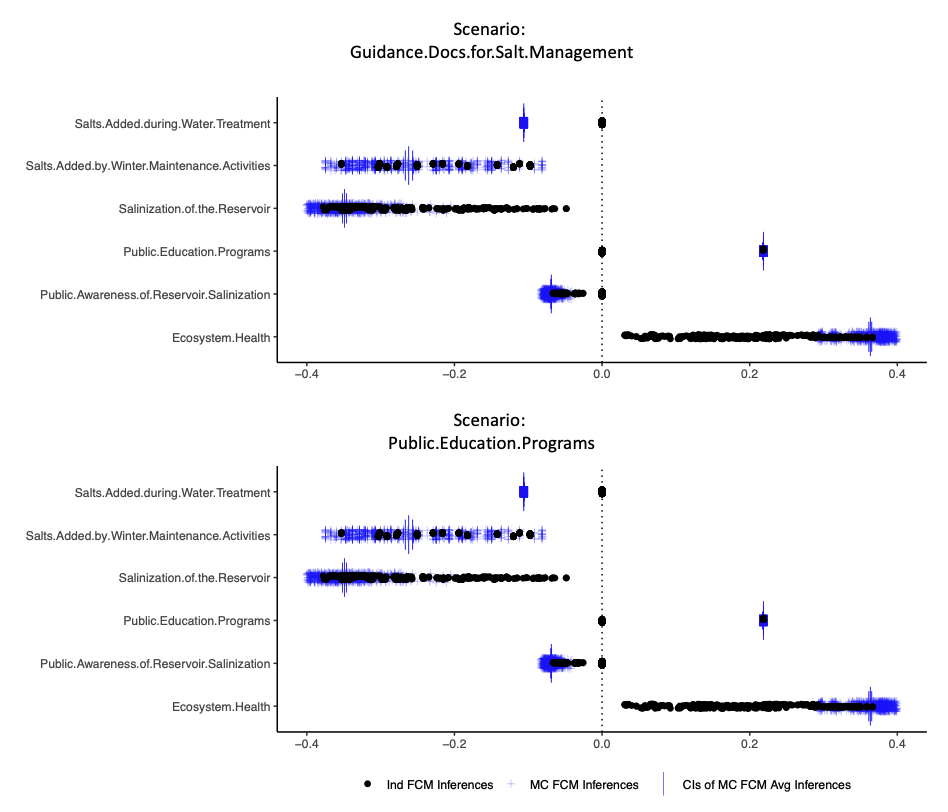 Scenario:
Guidance.Docs.for.Salt.Management
Salts.Added.during.Water.Treatment
Salts.Added.by.Winter.Maintenance.Activities
Salinization.of.the.Reservoir
Public.Education.Programs
Public.Awareness.of.Reservoir.Salinization
Ecosystem.Health
−0.4 −0.2 0.0 0.2 0.4
Scenario:
Public.Education.Programs
Salts.Added.during.Water.Treatment
Salts.Added.by.Winter.Maintenance.Activities
Salinization.of.the.Reservoir
Public.Education.Programs
Public.Awareness.of.Reservoir.Salinization
Ecosystem.Health
−0.4 −0.2 0.0 0.2 0.4
Ind FCM Inferences MC FCM Inferences CIs of MC FCM Avg Inferences